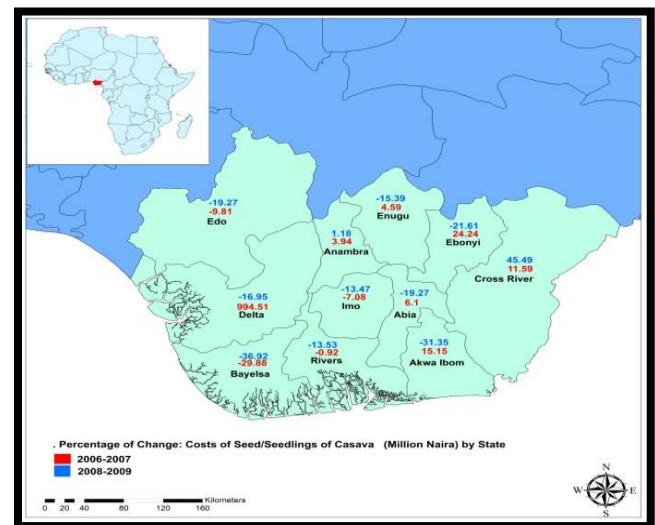 -19.27
-9.81
Edo
-15.39
4.59
Enugu
-21.61
24.24
Ebonyi
1.18
3.94
Anambra
45.49
11.59
Cross River
-16.95
994.51
Delta
-13.47
-7.08
Imo
-19.27
6.1
Abia
-36.92
-29.88
Bayelsa
-13.53
-0.92
Rivers
-31.35
15.15
Akwa Ibom
. Percentage of Change: Costs of Seed/Seedlings of Casava (Million Naira) by State
2006-2007
2008-2009
Kilometers
0 20 40 80 120 160
N
W E
S